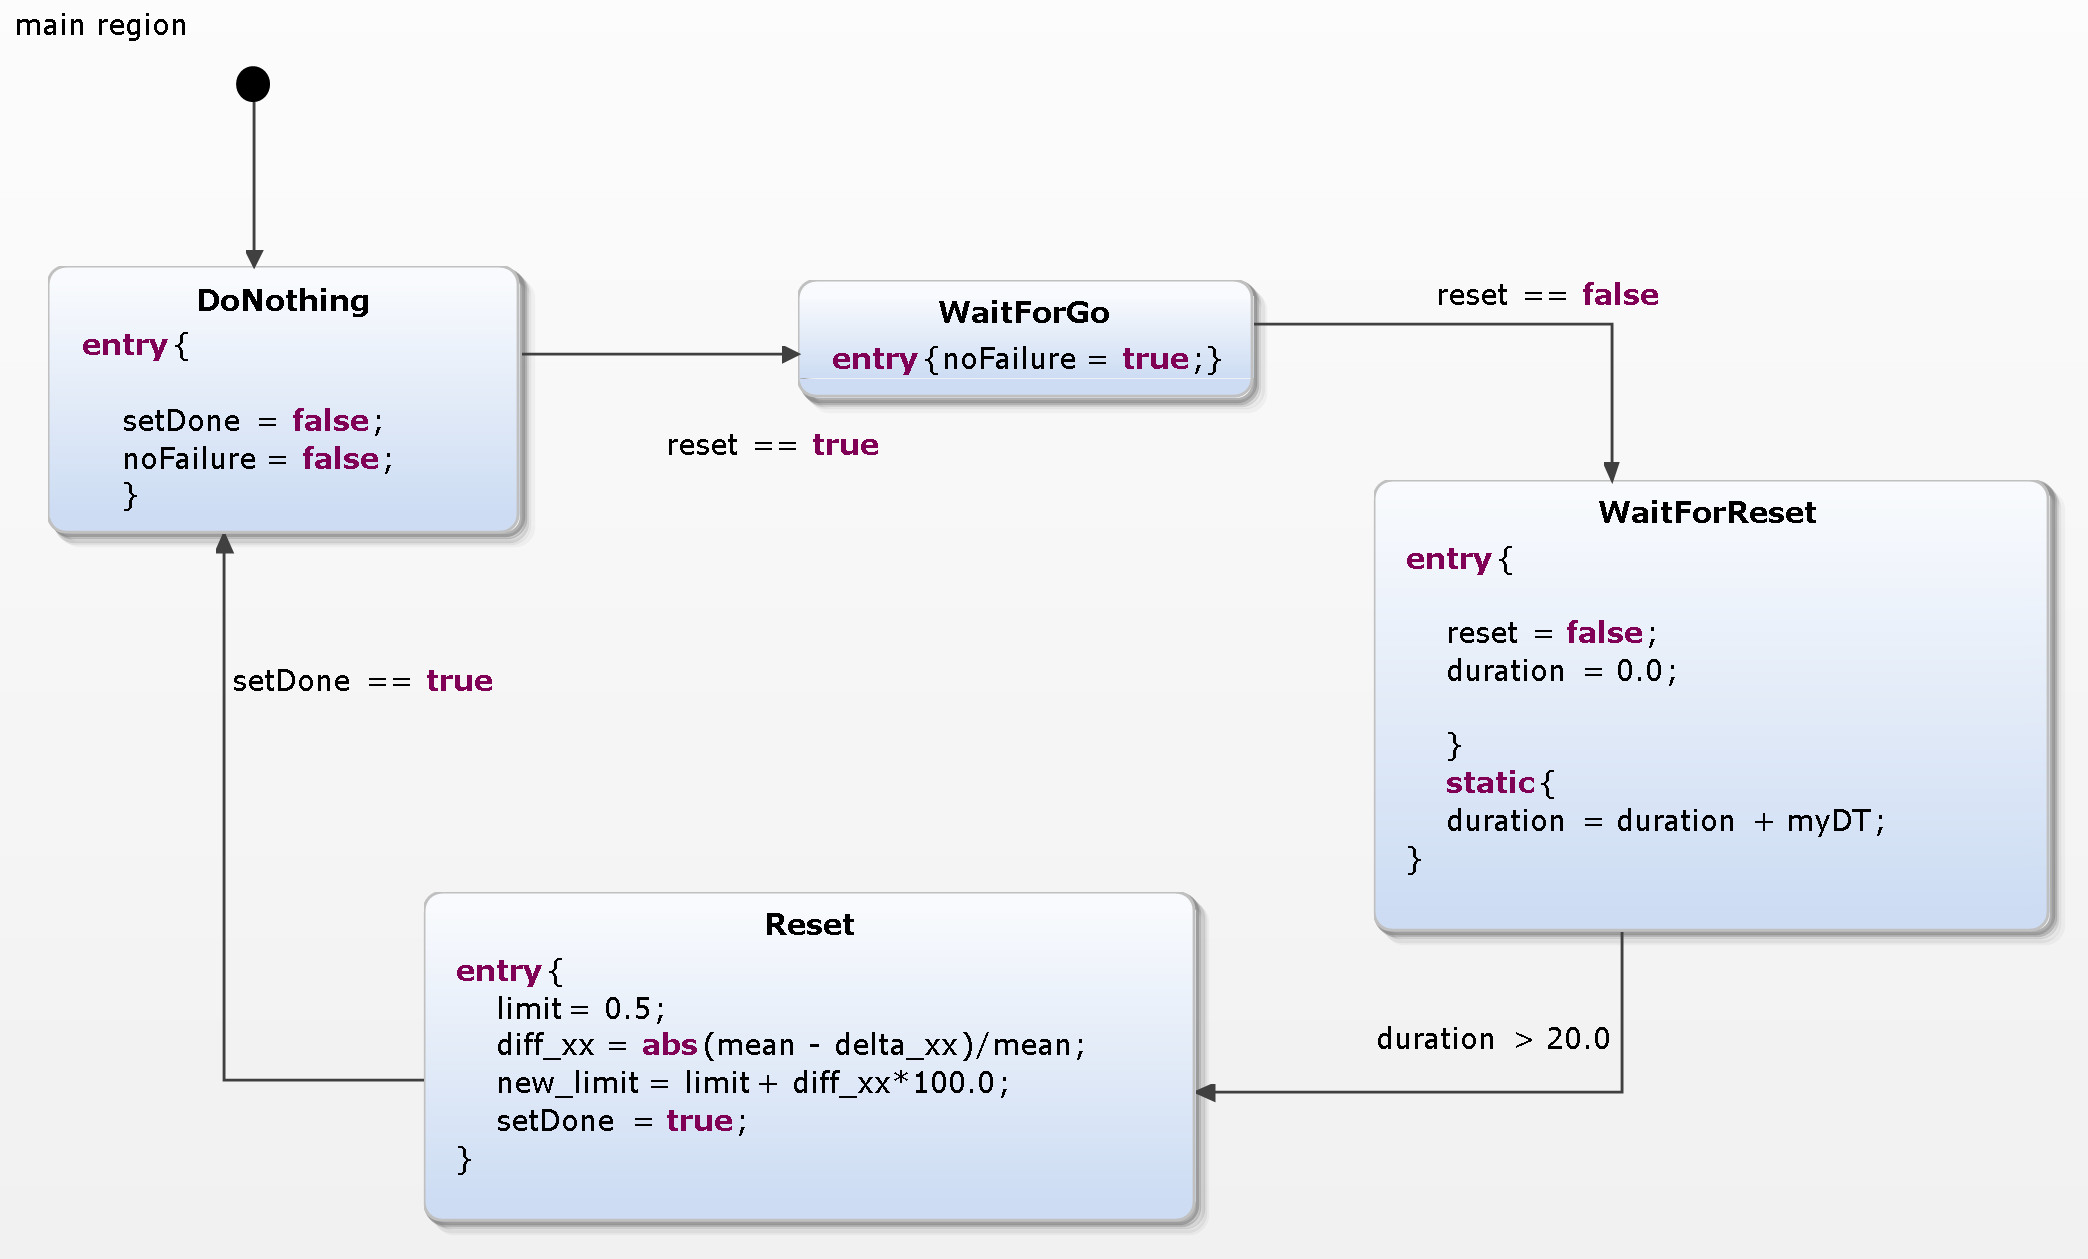 main region
DoNothing
entry{
setDone = false;
noFailure = false;
}
reset == true
WaitForGo
entry{noFailure = true;}
reset == false
WaitForReset
entry{
reset = false;
duration = 0.0;
}
static{
duration = duration + myDT;
}
duration > 20.0
Reset
entry{
limit = 0.5;
diff_xx = abs(mean - delta_xx)/mean;
new_limit = limit + diff_xx*100.0;
setDone = true;
}
setDone == true